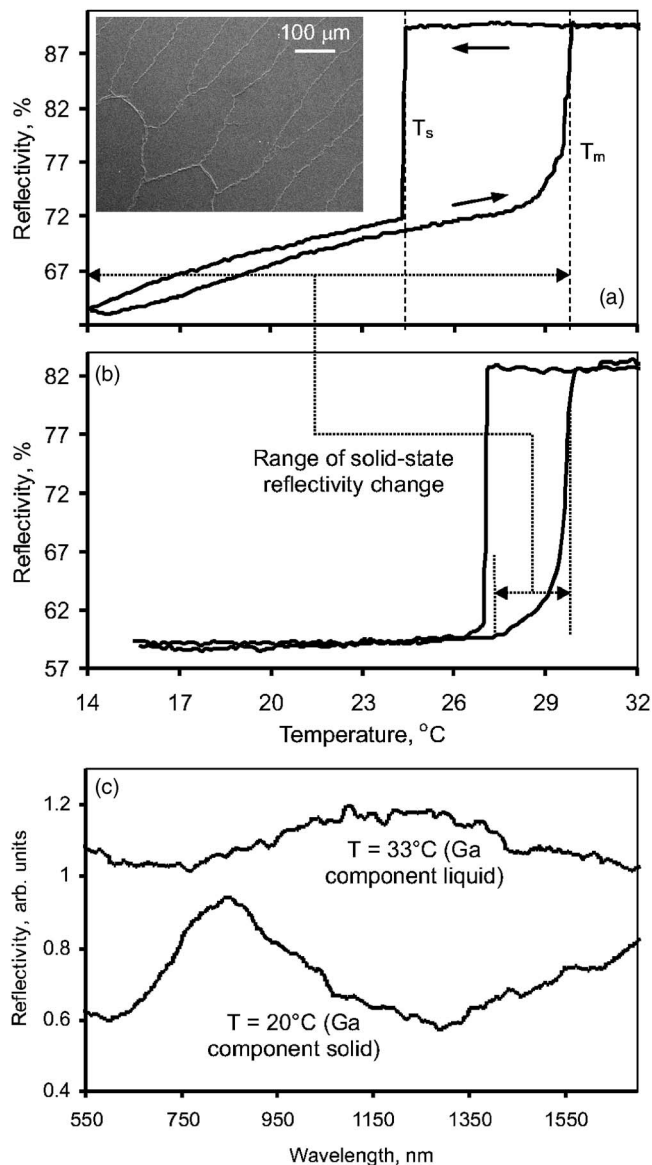 87
82
77
72
67
Reflectivity, %
100 μm
Ts
Tm
(a)
(b)
82
77
72
67
62
57
Reflectivity, %
Range of solid-state
reflectivity change
14 17 20 23 26 29 32
Temperature, °C
(c)
1.2
1
0.8
0.6
0.4
Reflectivity, arb. units
T = 33°C (Ga
component liquid)
T = 20°C (Ga
component solid)
550 750 950 1150 1350 1550
Wavelength, nm